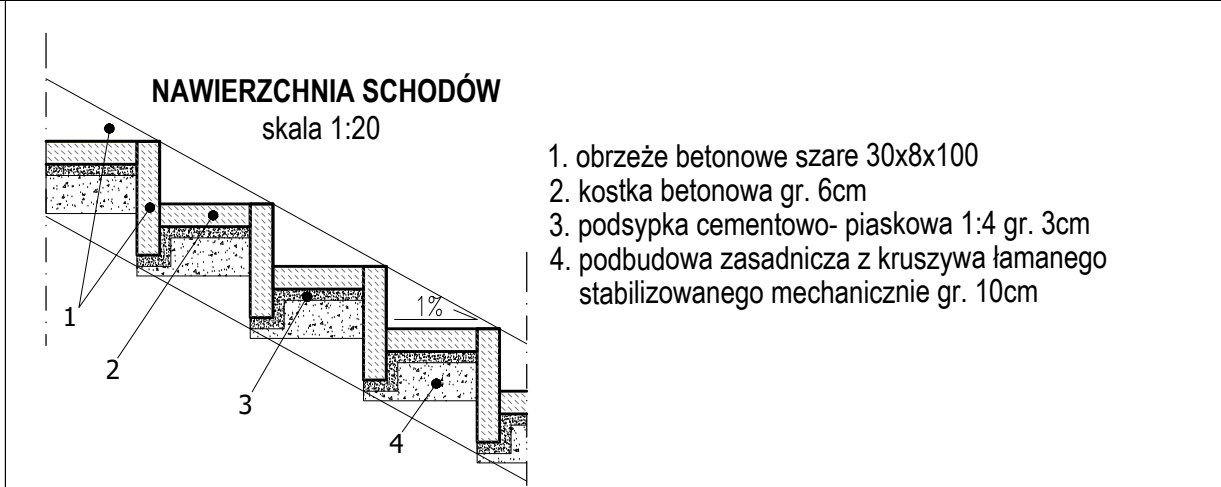 NAWIERZCHNIA SCHODÓW
skala 1:20
1. obrzeże betonowe szare 30x8x100
2. kostka betonowa gr. 6cm
3. podsypka cementowo- piaskowa 1:4 gr. 3cm
4. podbudowa zasadnicza z kruszywa łamanego
stabilizowanego mechanicznie gr. 10cm
1%
1
2
3
4